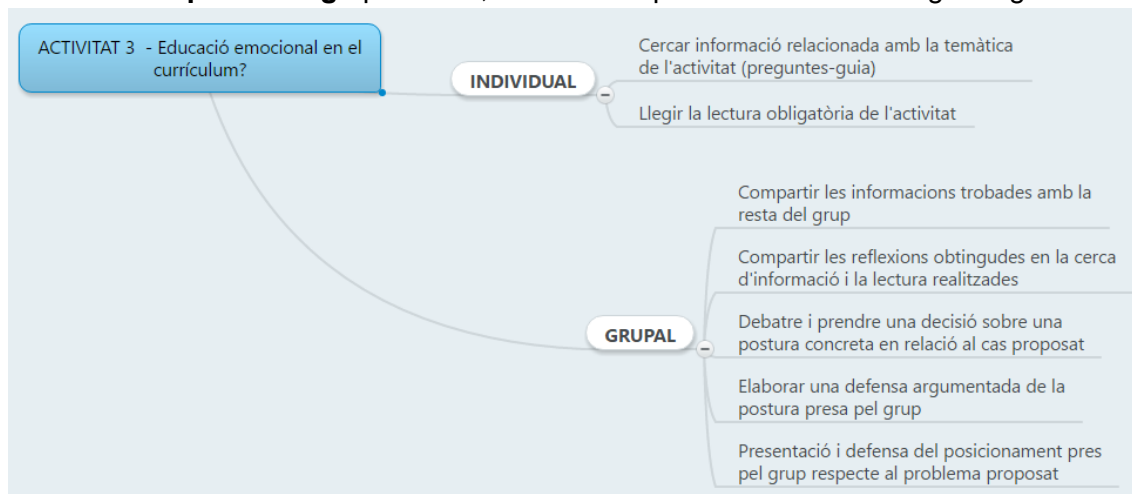 ACTIVITAT 3 - Educació emocional en el
currículum?
INDIVIDUAL
Cercar informació relacionada amb la temàtica
de l'activitat (preguntes-guia)
Llegir la lectura obligatòria de l'activitat
GRUPAL
Compartir les informacions trobades amb la
resta del grup
Compartir les reflexions obtingudes en la cerca
d'informació i la lectura realitzades
Debatre i prendre una decisió sobre una
postura concreta en relació al cas proposat
Elaborar una defensa argumentada de la
postura presa pel grup
Presentació i defensa del posicionament pres
pel grup respecte al problema proposat